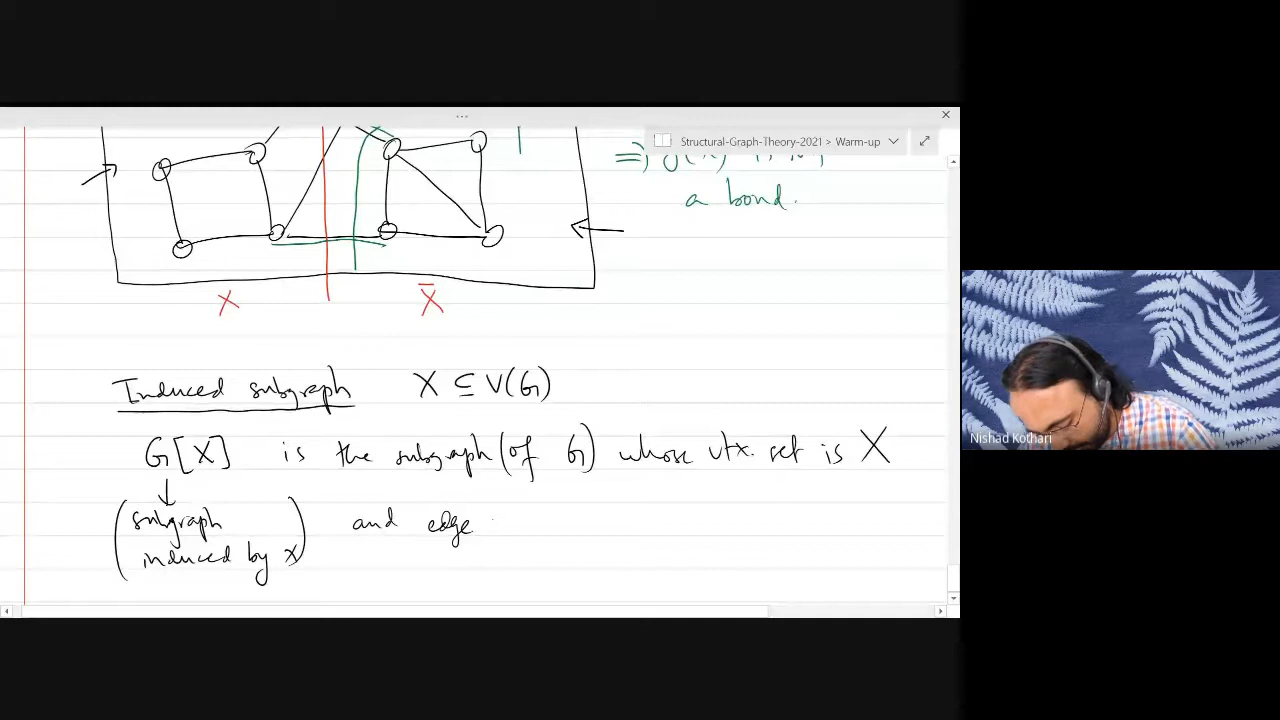 Structural-Graph-Theory-2021 > Warm-up
a bond.
X X̄
Induced subgraph X ⊆ V(G)
G[X] is the subgraph (of G) whose vtx. set is X
(subgraph and edge
induced by X)
Nishad Kothari